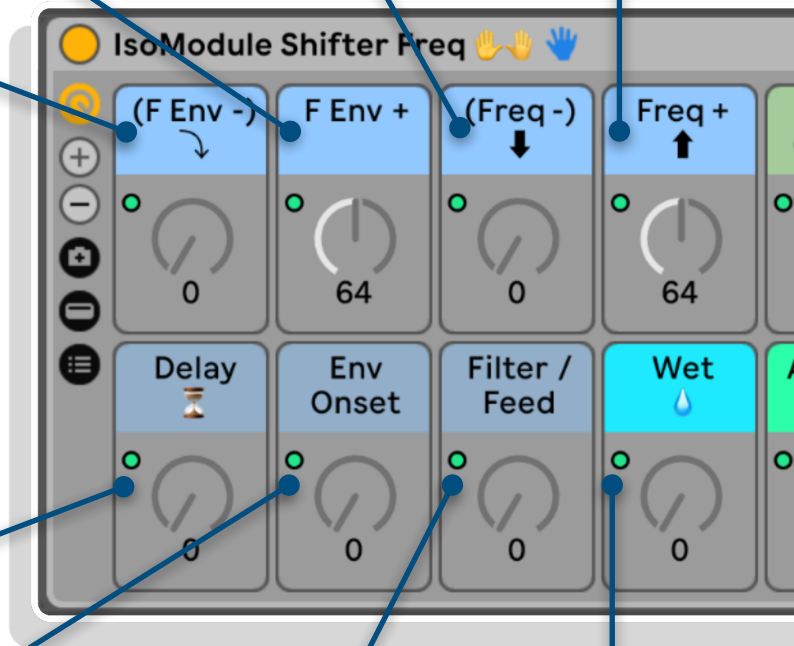 IsoModule Shifter Freq 🙌 👋
(F Env -)
⤵
F Env +
(Freq -)
⬇
Freq +
⬆
0
64
0
64
Delay
⏳
Env
Onset
Filter /
Feed
Wet
💧
0
0
0
0